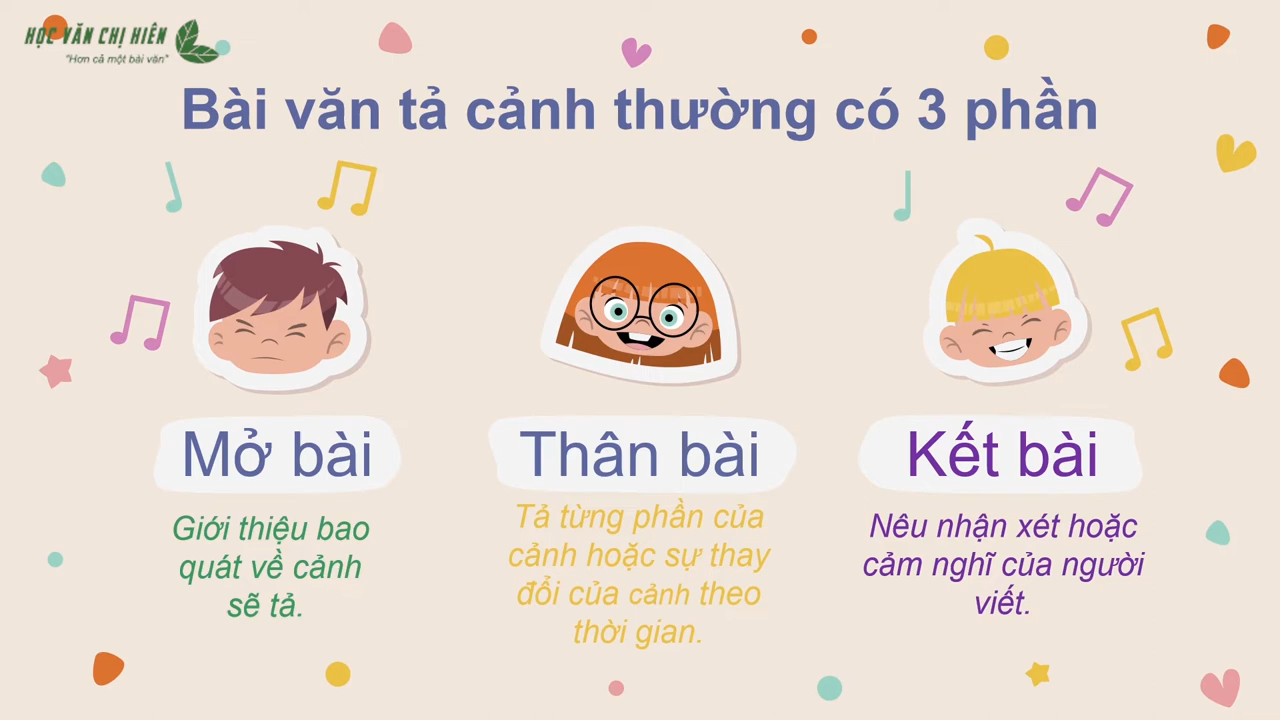 HỌC VĂN CHỊ HIÊN
"Hơn cả một bài văn"
Bài văn tả cảnh thường có 3 phần
Mở bài
Giới thiệu bao
quát về cảnh
sẽ tả.
Thân bài
Tả từng phần của
cảnh hoặc sự thay
đổi của cảnh theo
thời gian.
Kết bài
Nêu nhận xét hoặc
cảm nghĩ của người
viết.